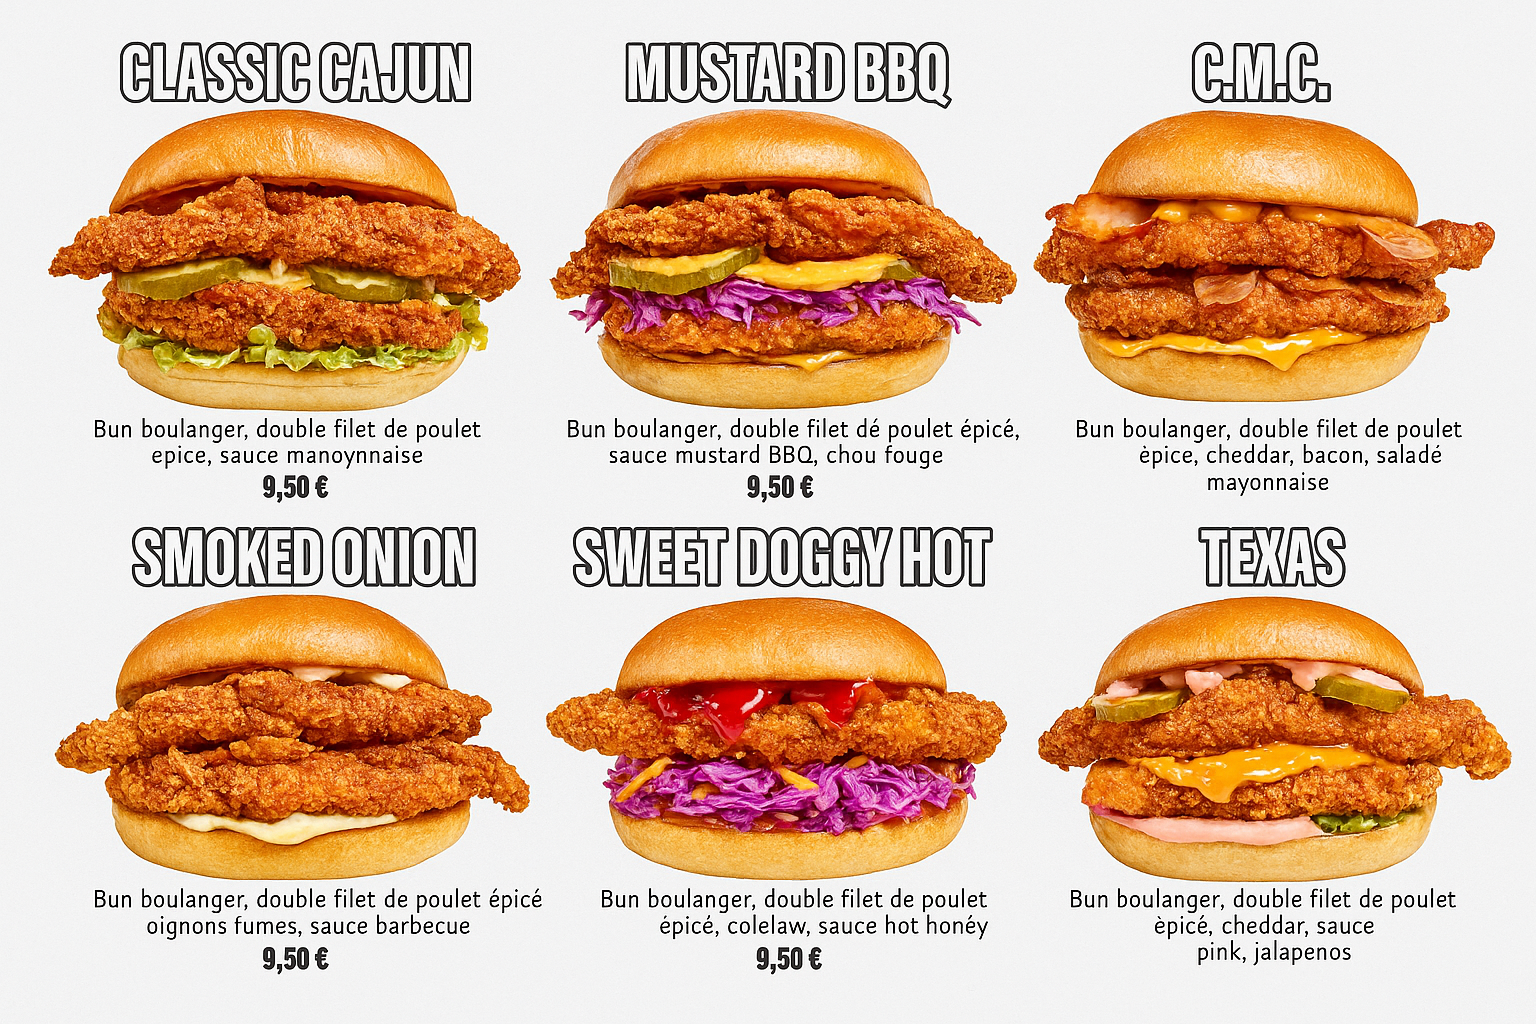 CLASSIC CAJUN
MUSTARD BBQ
C.M.C.
Bun boulanger, double filet de poulet
epice, sauce manoynnaise
9,50 €
Bun boulanger, double filet dé poulet épicé,
sauce mustard BBQ, chou fouge
9,50 €
Bun boulanger, double filet de poulet
èpice, cheddar, bacon, saladé
mayonnaise
SMOKED ONION
SWEET DOGGY HOT
TEXAS
Bun boulanger, double filet de poulet épicé
oignons fumes, sauce barbecue
9,50 €
Bun boulanger, double filet de poulet
épicé, colelaw, sauce hot honéy
9,50 €
Bun boulanger, double filet de poulet
èpicé, cheddar, sauce
pink, jalapenos